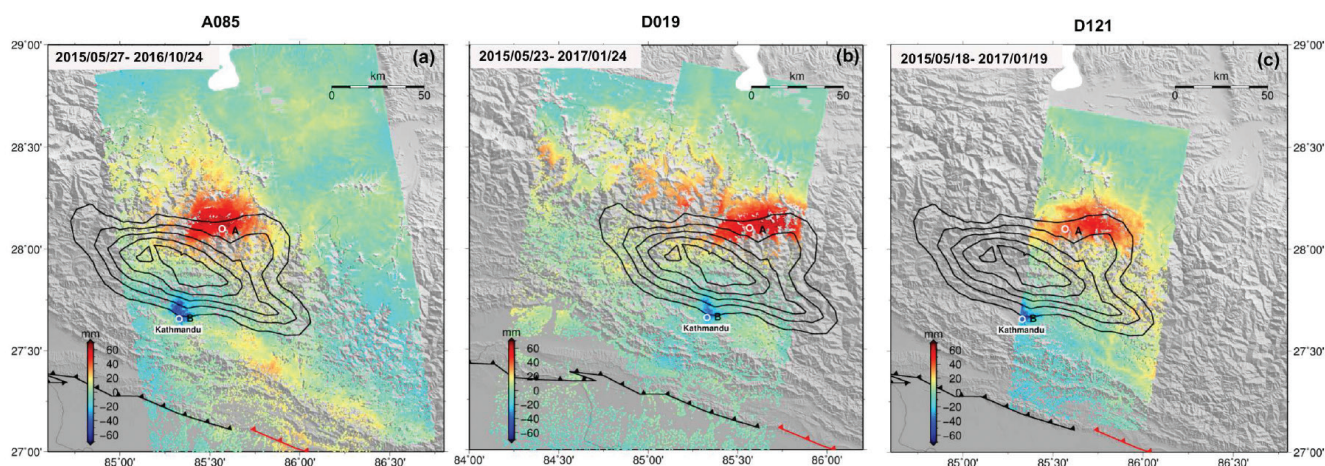 A085
D019
D121
2015/05/27- 2016/10/24
(a)
2015/05/23- 2017/01/24
(b)
2015/05/18- 2017/01/19
(c)
29˚00'
28˚30'
28˚00'
27˚30'
27˚00'
km
0 50
km
0 50
km
0 50
29˚00'
28˚30'
28˚00'
27˚30'
27˚00'
A
B
Kathmandu
A
B
Kathmandu
A
B
Kathmandu
mm
60
40
20
0
−20
−40
−60
mm
60
40
20
0
−20
−40
−60
mm
60
40
20
0
−20
−40
−60
85˚00' 85˚30' 86˚00' 86˚30'
84˚00' 84˚30' 85˚00' 85˚30' 86˚00'
85˚00' 85˚30' 86˚00' 86˚30'